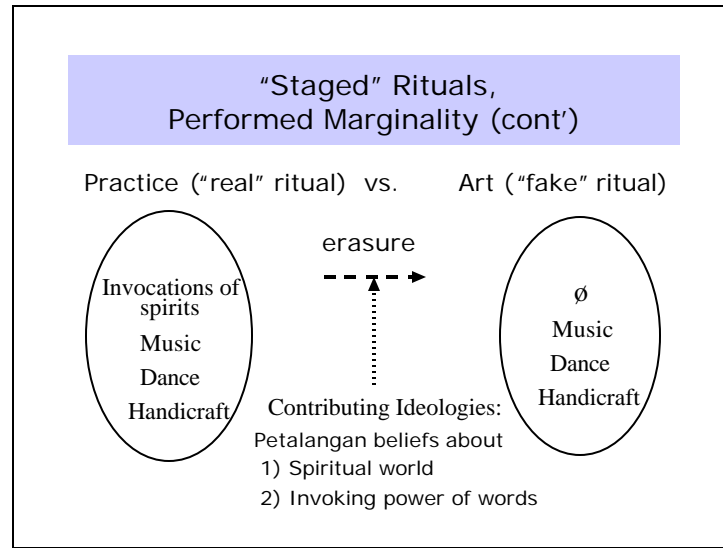 “Staged” Rituals,
Performed Marginality (cont’)
Practice (“real” ritual) vs. Art (“fake” ritual)
erasure
Invocations of
spirits
Music
Dance
Handicraft
ø
Music
Dance
Handicraft
Contributing Ideologies:
Petalangan beliefs about
1) Spiritual world
2) Invoking power of words